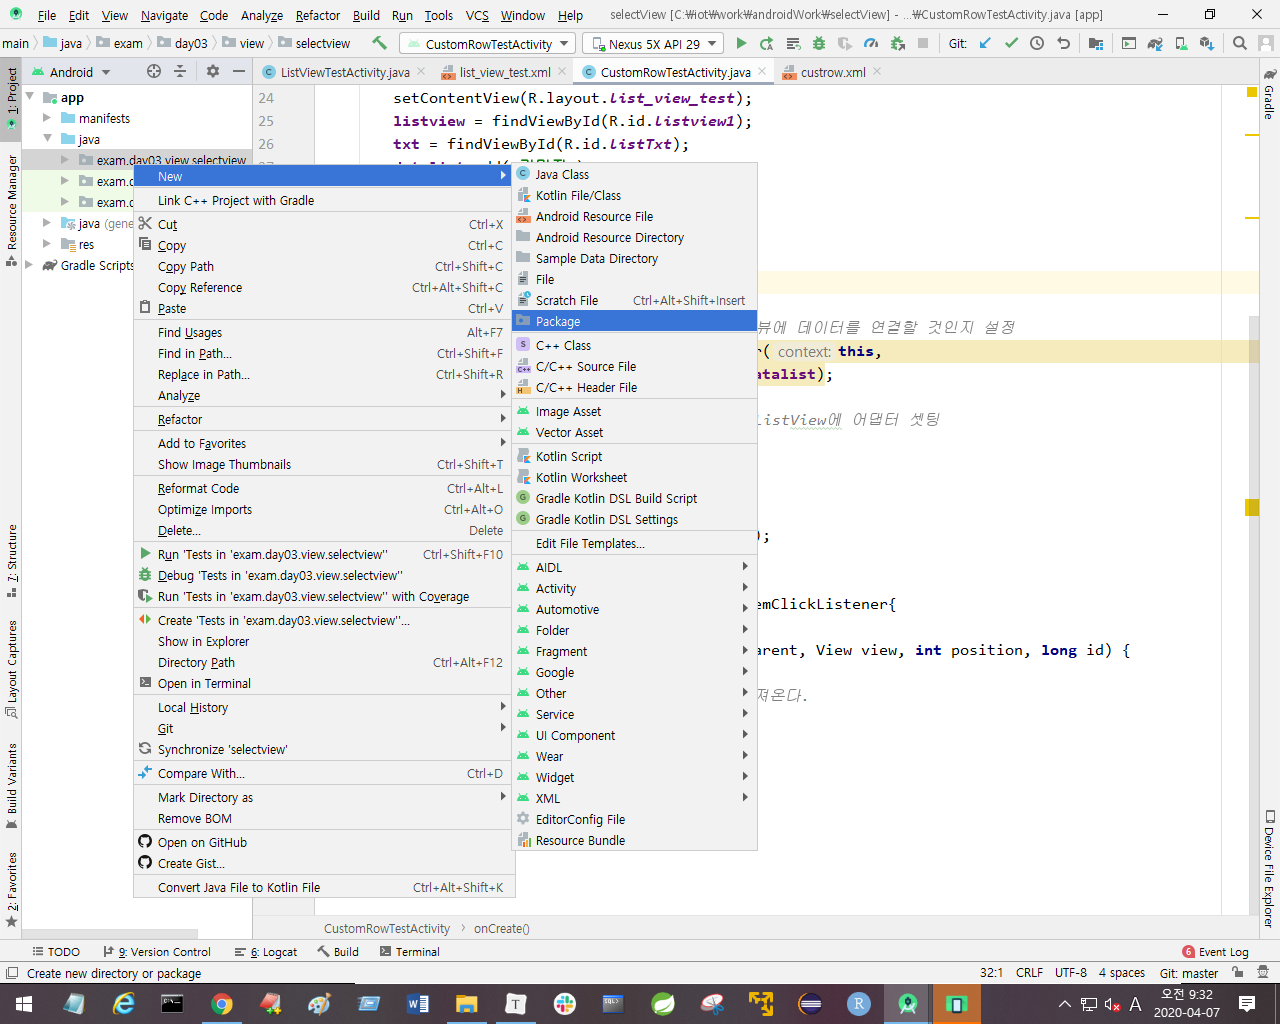 File Edit View Navigate Code Analyze Refactor Build Run Tools VCS Window Help selectView [C:₩iot₩work₩androidWork₩selectView] - ...₩CustomRowTestActivity.java [app]
main java exam day03 view selectview CustomRowTestActivity Nexus 5X API 29 Git:
Android ListViewTestActivity.java list_view_test.xml CustomRowTestActivity.java custrow.xml
1: Project
Resource Manager
7: Structure
Layout Captures
Build Variants
2: Favorites
Gradle
Device File Explorer
app
manifests
java
exam.day03.view.selectview
exam.d
exam.d
java (gene
res
Gradle Scripts
24 setContentView(R.layout.list_view_test);
25 listview = findViewById(R.id.listview1);
26 txt = findViewById(R.id.listTxt);
뷰에 데이터를 연결할 것인지 설정
r( context: this,
atalist);
istView에 어댑터 셋팅
);
emClickListener{
arent, View view, int position, long id) {
져온다.
New
Link C++ Project with Gradle
Cut Ctrl+X
Copy Ctrl+C
Copy Path Ctrl+Shift+C
Copy Reference Ctrl+Alt+Shift+C
Paste Ctrl+V
Find Usages Alt+F7
Find in Path... Ctrl+Shift+F
Replace in Path... Ctrl+Shift+R
Analyze
Refactor
Add to Favorites
Show Image Thumbnails Ctrl+Shift+T
Reformat Code Ctrl+Alt+L
Optimize Imports Ctrl+Alt+O
Delete... Delete
Run 'Tests in 'exam.day03.view.selectview'' Ctrl+Shift+F10
Debug 'Tests in 'exam.day03.view.selectview''
Run 'Tests in 'exam.day03.view.selectview'' with Coverage
Create 'Tests in 'exam.day03.view.selectview''...
Show in Explorer
Directory Path Ctrl+Alt+F12
Open in Terminal
Local History
Git
Synchronize 'selectview'
Compare With... Ctrl+D
Mark Directory as
Remove BOM
Open on GitHub
Create Gist...
Convert Java File to Kotlin File Ctrl+Alt+Shift+K
Java Class
Kotlin File/Class
Android Resource File
Android Resource Directory
Sample Data Directory
File
Scratch File Ctrl+Alt+Shift+Insert
Package
C++ Class
C/C++ Source File
C/C++ Header File
Image Asset
Vector Asset
Kotlin Script
Kotlin Worksheet
Gradle Kotlin DSL Build Script
Gradle Kotlin DSL Settings
Edit File Templates...
AIDL
Activity
Automotive
Folder
Fragment
Google
Other
Service
UI Component
Wear
Widget
XML
EditorConfig File
Resource Bundle
CustomRowTestActivity onCreate()
TODO 9: Version Control 6: Logcat Build Terminal 6 Event Log
Create new directory or package 32:1 CRLF UTF-8 4 spaces Git: master
A 오전 9:32
2020-04-07